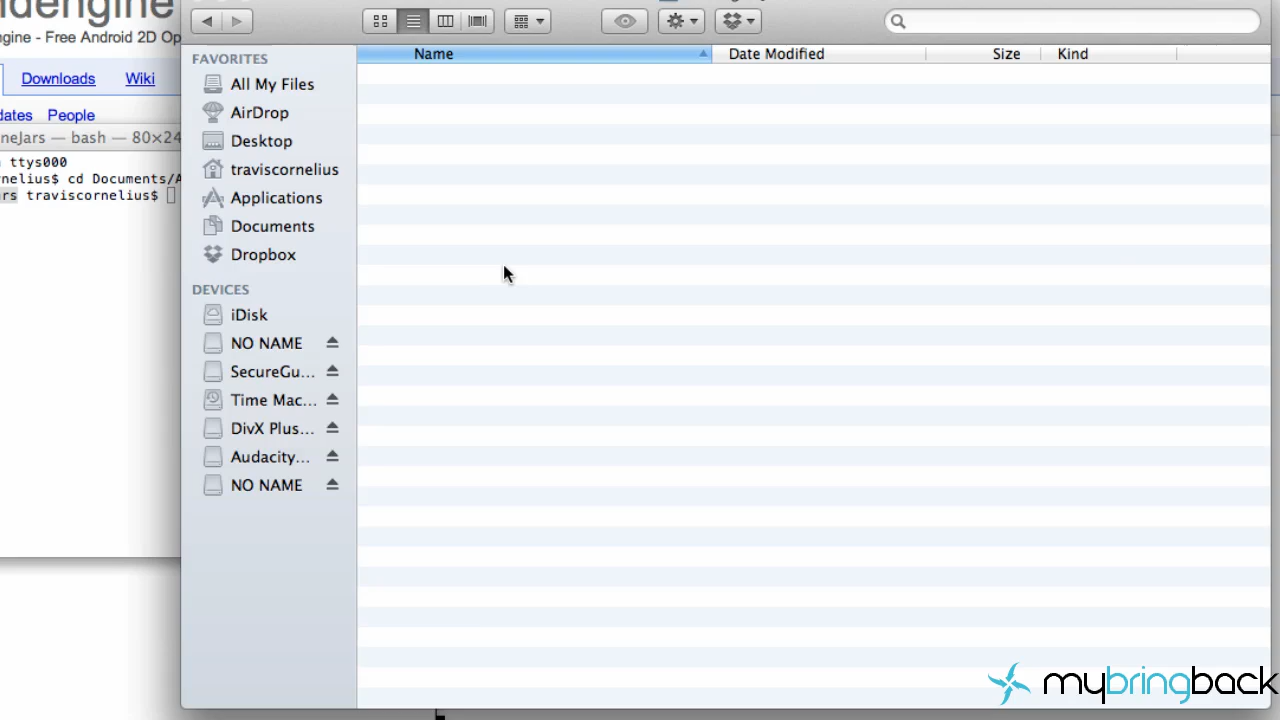 ndengine
ngine - Free Android 2D Op
Downloads Wiki
dates People
neJars — bash — 80×24
ttys000
rnelius$ cd Documents/A
rs traviscornelius$
Name Date Modified Size Kind
FAVORITES
All My Files
AirDrop
Desktop
traviscornelius
Applications
Documents
Dropbox
DEVICES
iDisk
NO NAME
SecureGu...
Time Mac...
DivX Plus...
Audacity...
NO NAME
mybringback